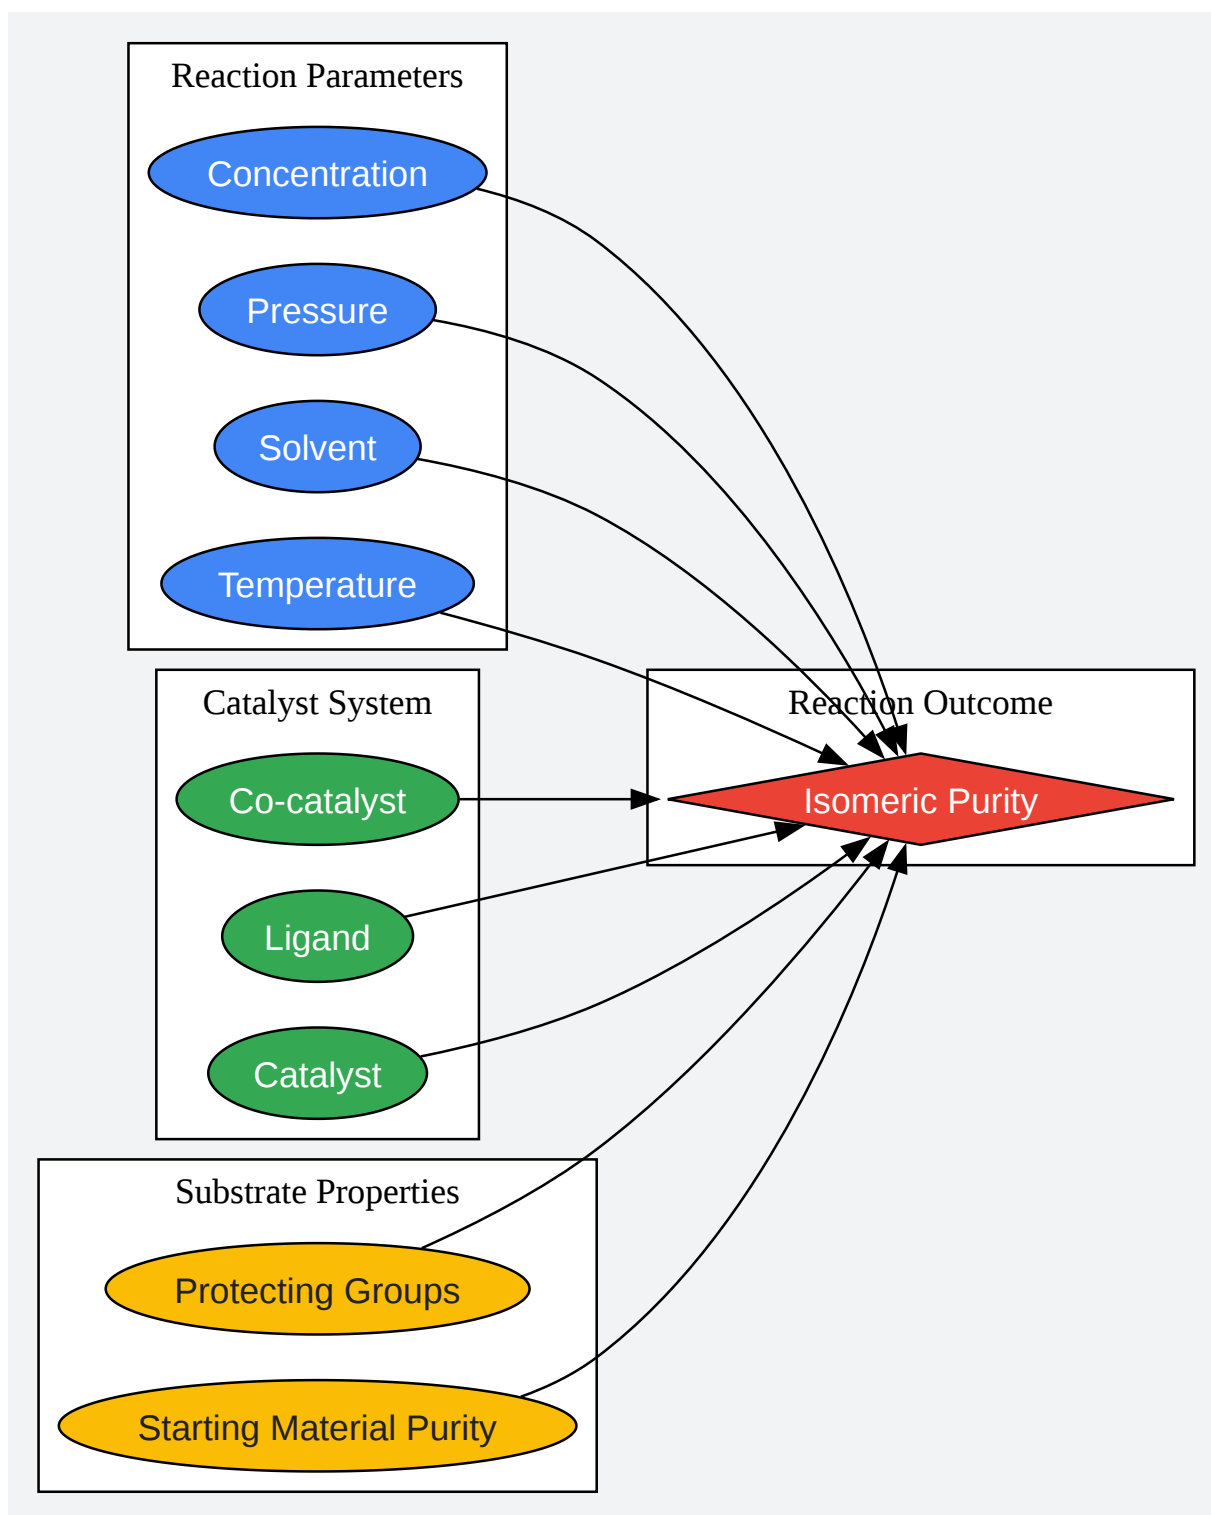 Reaction Parameters
Concentration
Pressure
Solvent
Temperature
Catalyst System
Co-catalyst
Ligand
Catalyst
Substrate Properties
Protecting Groups
Starting Material Purity
Reaction Outcome
Isomeric Purity